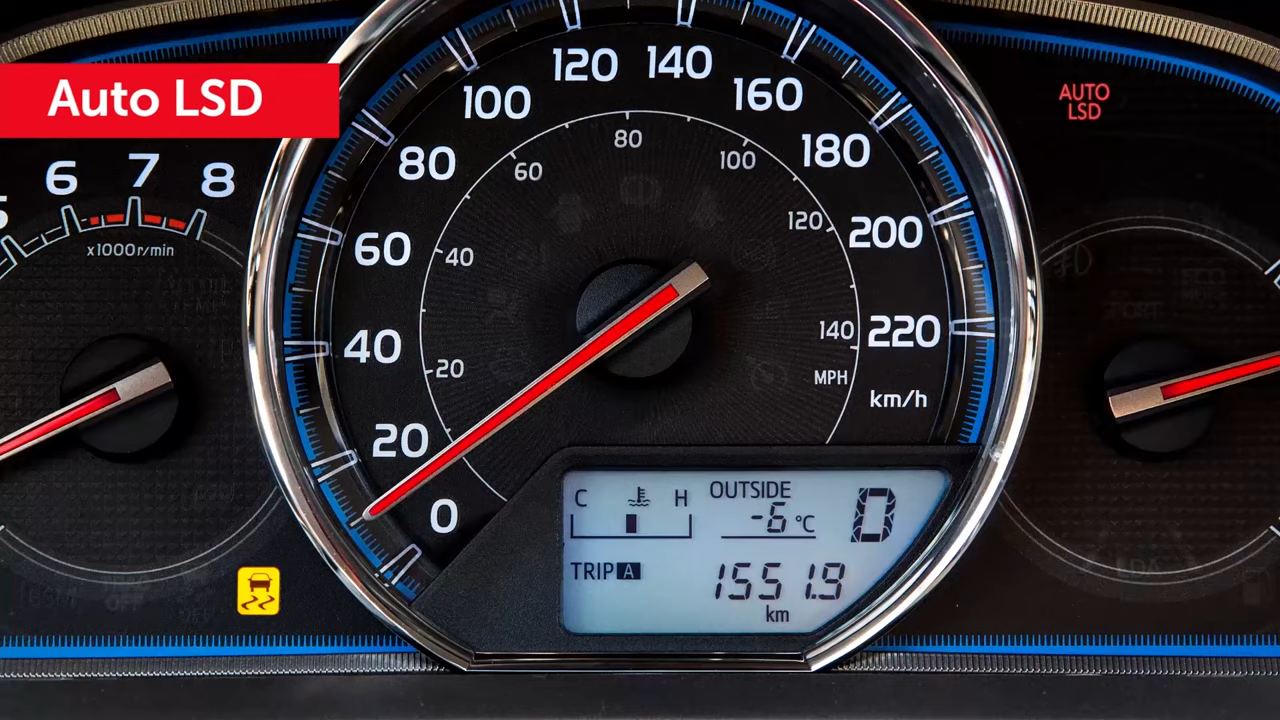 Auto LSD
AUTO
LSD
6 7 8
x1000r/min
0 20 40 60 80 100 120 140 160 180 200 220
km/h
20 40 60 80 100 120 140
MPH
C H
OUTSIDE
-6°C
0
TRIP A
1551.9
km